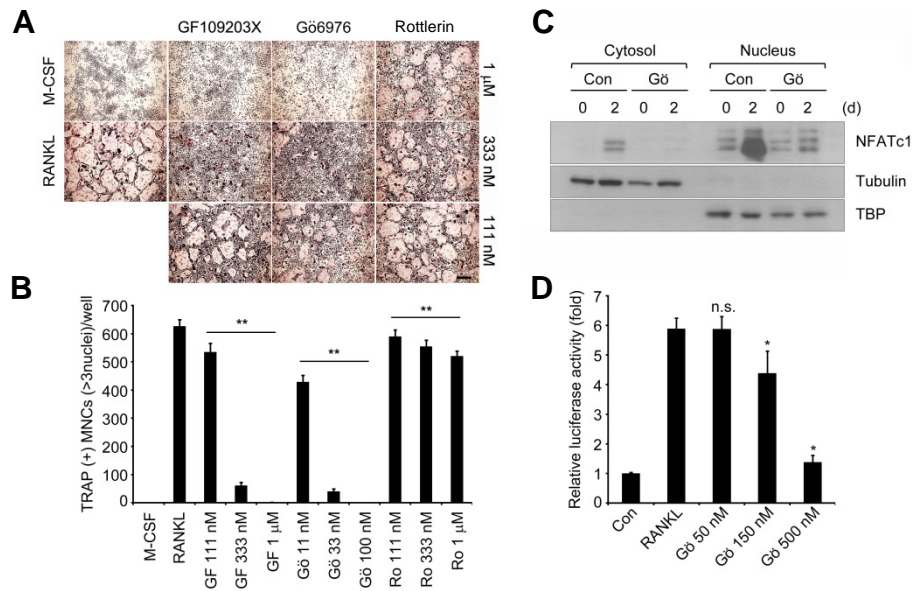 A
GF109203X Gö6976 Rottlerin
M-CSF
RANKL
1 μM
333 nM
111 nM
B
TRAP (+) MNCs (>3nuclei)/well
700
600
500
400
300
200
100
0
** ** **
M-CSF
RANKL
GF 111 nM
GF 333 nM
GF 1 μM
Gö 11 nM
Gö 33 nM
Gö 100 nM
Ro 111 nM
Ro 333 nM
Ro 1 μM
C
Cytosol Nucleus
Con Gö Con Gö
0 2 0 2 0 2 0 2 (d)
NFATc1
Tubulin
TBP
D
Relative luciferase activity (fold)
7
6
5
4
3
2
1
0
n.s.
*
*
Con
RANKL
Gö 50 nM
Gö 150 nM
Gö 500 nM